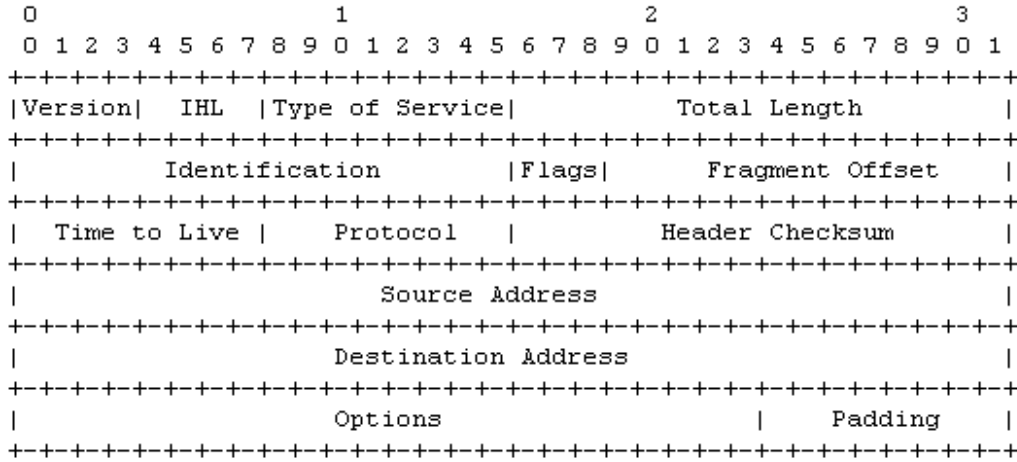 0                   1                   2                   3
0 1 2 3 4 5 6 7 8 9 0 1 2 3 4 5 6 7 8 9 0 1 2 3 4 5 6 7 8 9 0 1
+-+-+-+-+-+-+-+-+-+-+-+-+-+-+-+-+-+-+-+-+-+-+-+-+-+-+-+-+-+-+-+-+
|Version|  IHL  |Type of Service|          Total Length         |
+-+-+-+-+-+-+-+-+-+-+-+-+-+-+-+-+-+-+-+-+-+-+-+-+-+-+-+-+-+-+-+-+
|         Identification        |Flags|      Fragment Offset    |
+-+-+-+-+-+-+-+-+-+-+-+-+-+-+-+-+-+-+-+-+-+-+-+-+-+-+-+-+-+-+-+-+
|  Time to Live |    Protocol   |         Header Checksum       |
+-+-+-+-+-+-+-+-+-+-+-+-+-+-+-+-+-+-+-+-+-+-+-+-+-+-+-+-+-+-+-+-+
|                       Source Address                          |
+-+-+-+-+-+-+-+-+-+-+-+-+-+-+-+-+-+-+-+-+-+-+-+-+-+-+-+-+-+-+-+-+
|                    Destination Address                        |
+-+-+-+-+-+-+-+-+-+-+-+-+-+-+-+-+-+-+-+-+-+-+-+-+-+-+-+-+-+-+-+-+
|                    Options                    |    Padding    |
+-+-+-+-+-+-+-+-+-+-+-+-+-+-+-+-+-+-+-+-+-+-+-+-+-+-+-+-+-+-+-+-+